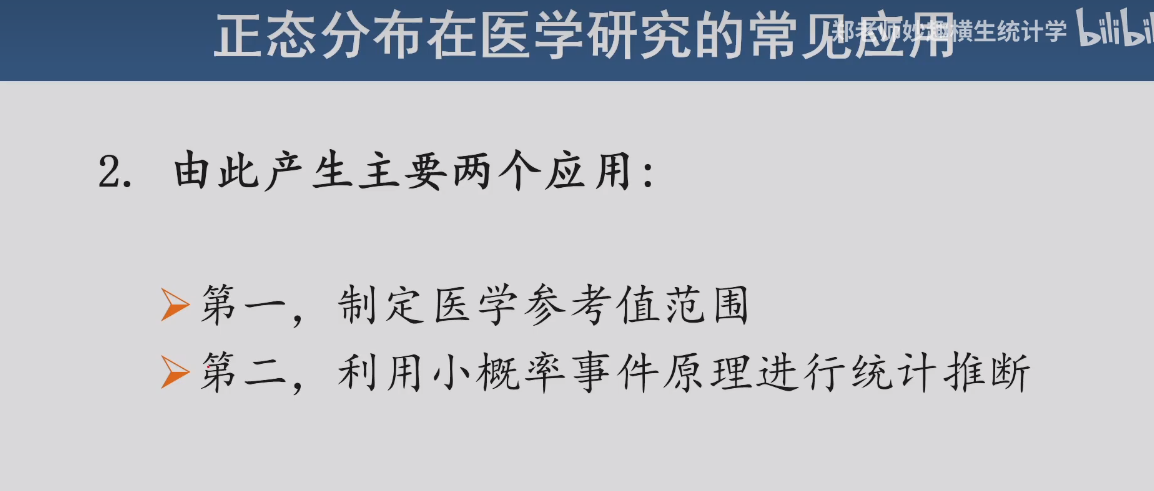 正态分布在医学研究的常见应用
郑老师妙趣横生统计学
bilibili
2. 由此产生主要两个应用:
第一，制定医学参考值范围
第二，利用小概率事件原理进行统计推断